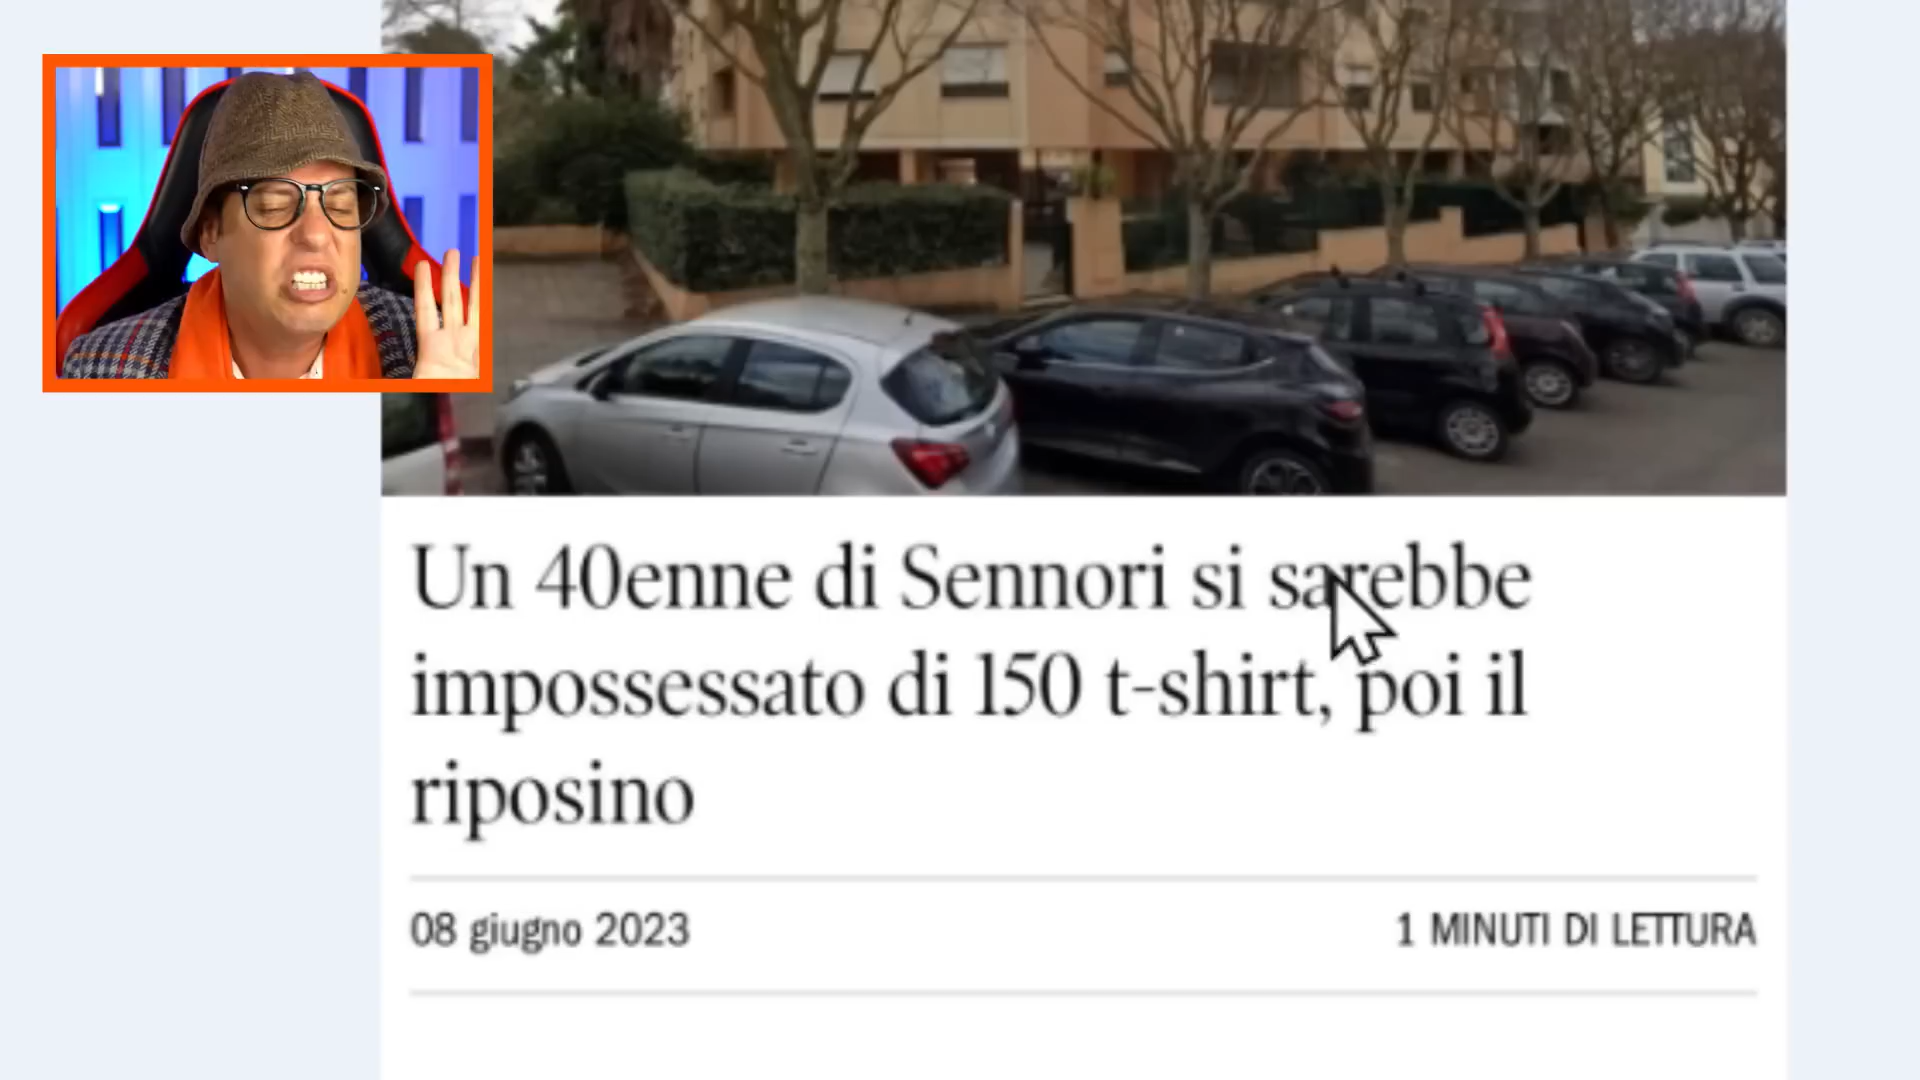 Un 40enne di Sennori si sarebbe
impossessato di 150 t-shirt, poi il
riposino
08 giugno 2023
1 MINUTI DI LETTURA